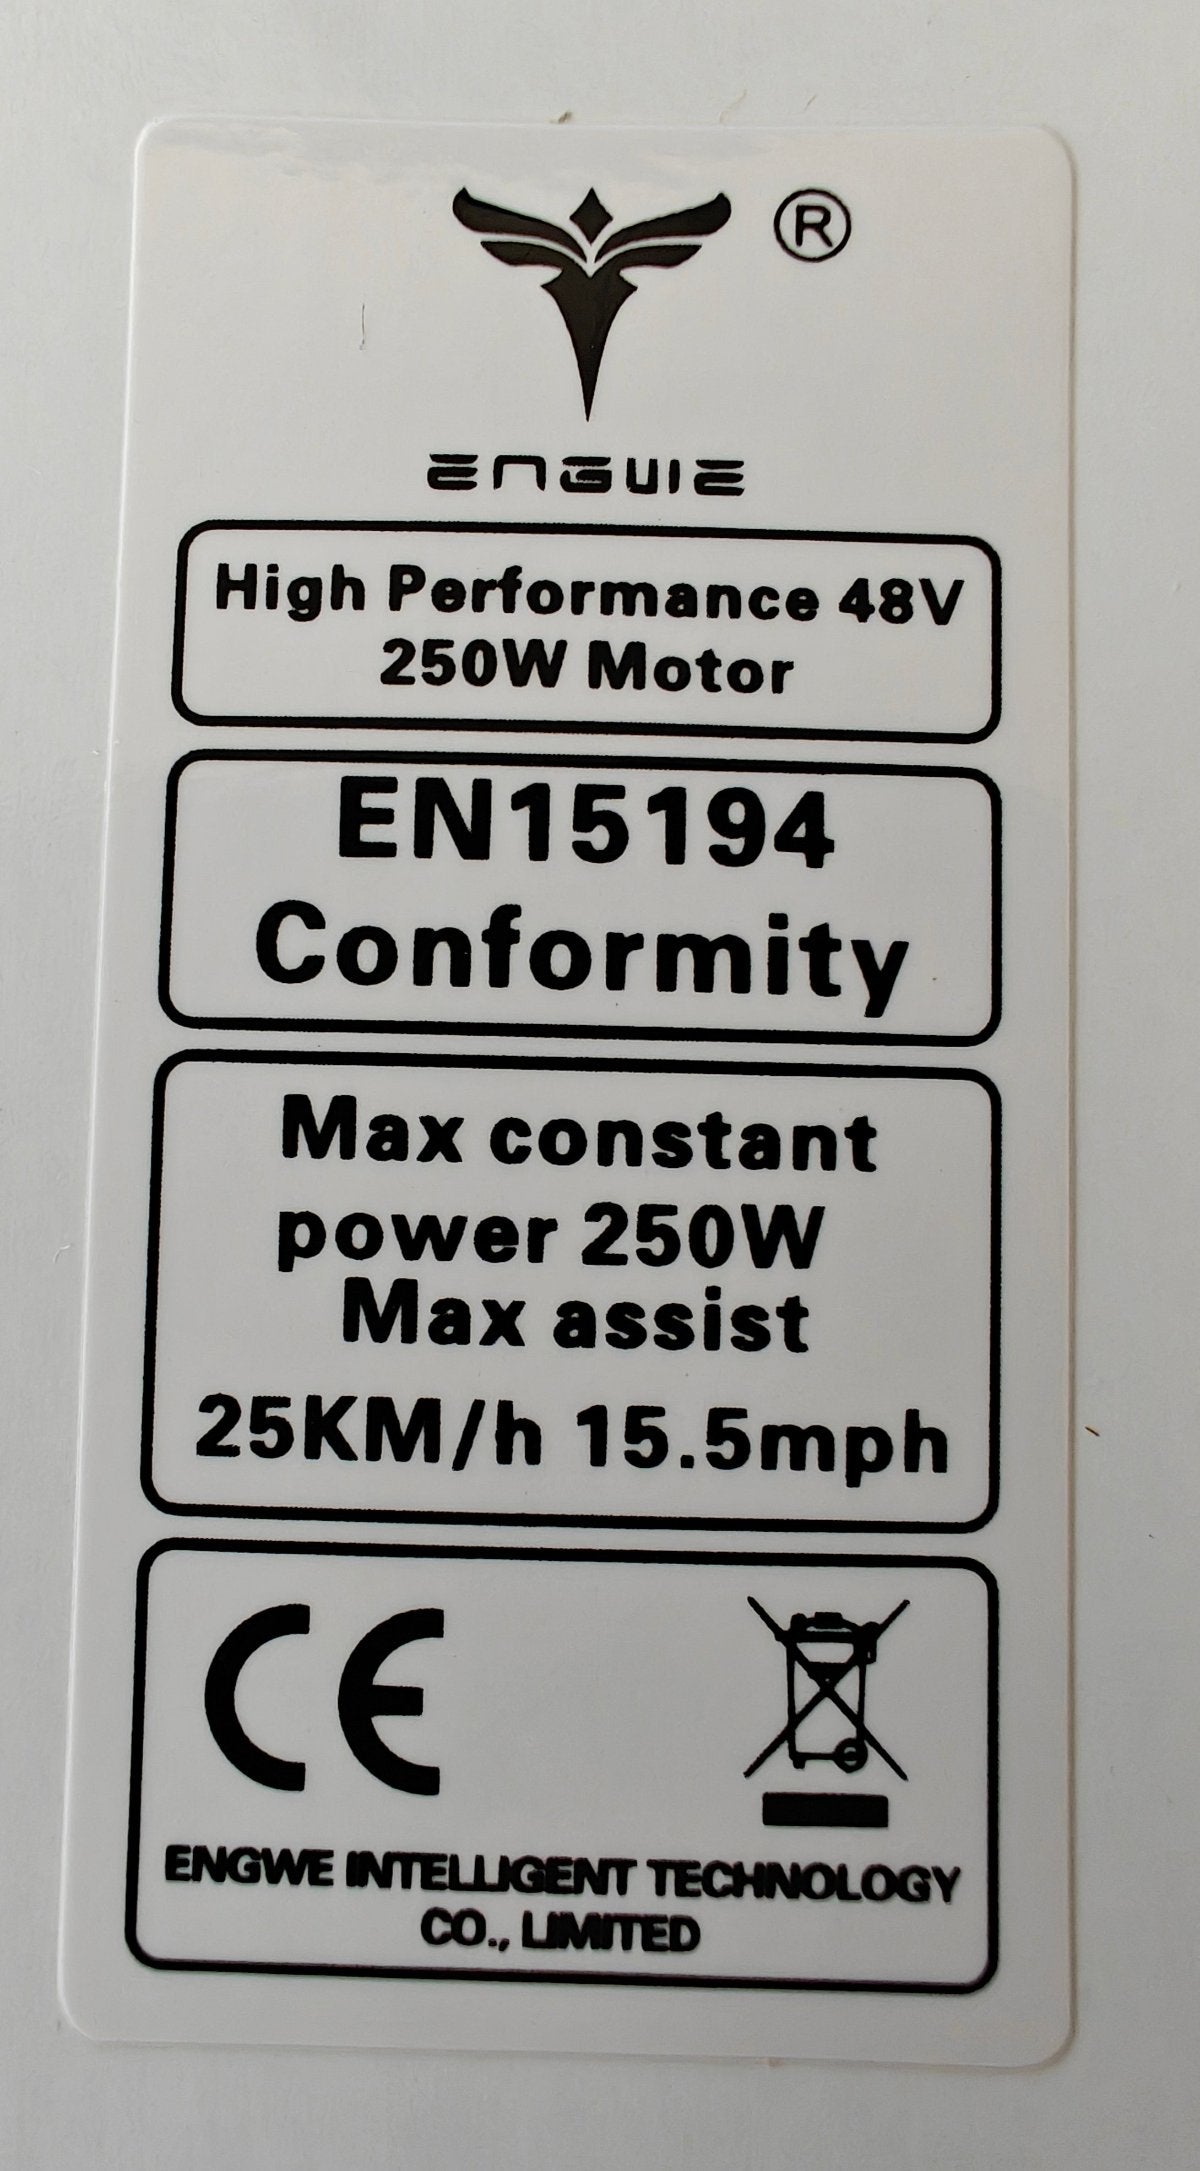 ®
ENGWE
High Performance 48V
250W Motor
EN15194
Conformity
Max constant
power 250W
Max assist
25KM/h 15.5mph
CE
ENGWE INTELLIGENT TECHNOLOGY
CO., LIMITED